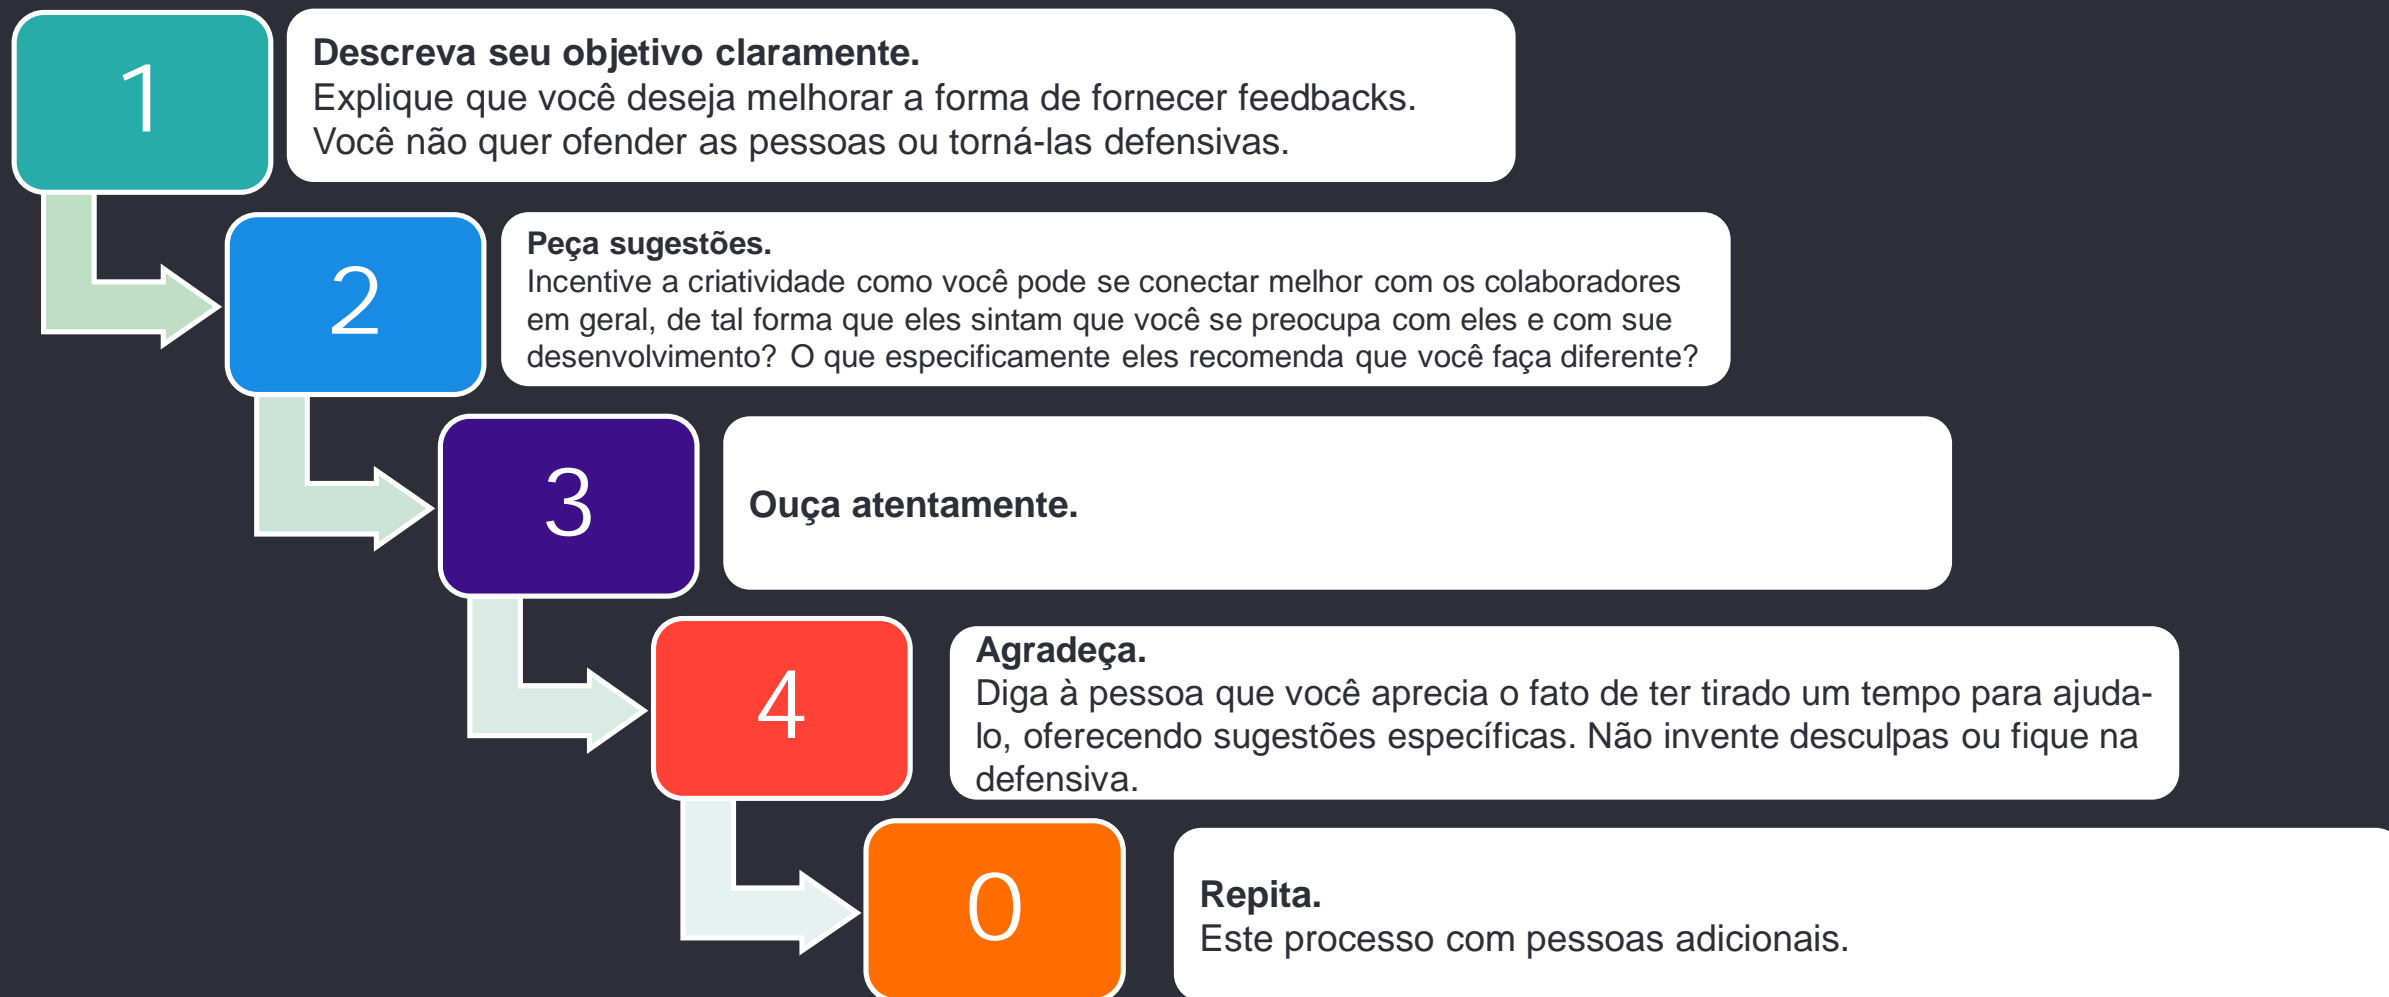 1
Descreva seu objetivo claramente.
Explique que você deseja melhorar a forma de fornecer feedbacks.
Você não quer ofender as pessoas ou torná-las defensivas.
2
Peça sugestões.
Incentive a criatividade como você pode se conectar melhor com os colaboradores
em geral, de tal forma que eles sintam que você se preocupa com eles e com sue
desenvolvimento? O que especificamente eles recomenda que você faça diferente?
3
Ouça atentamente.
4
Agradeça.
Diga à pessoa que você aprecia o fato de ter tirado um tempo para ajuda-
lo, oferecendo sugestões específicas. Não invente desculpas ou fique na
defensiva.
0
Repita.
Este processo com pessoas adicionais.